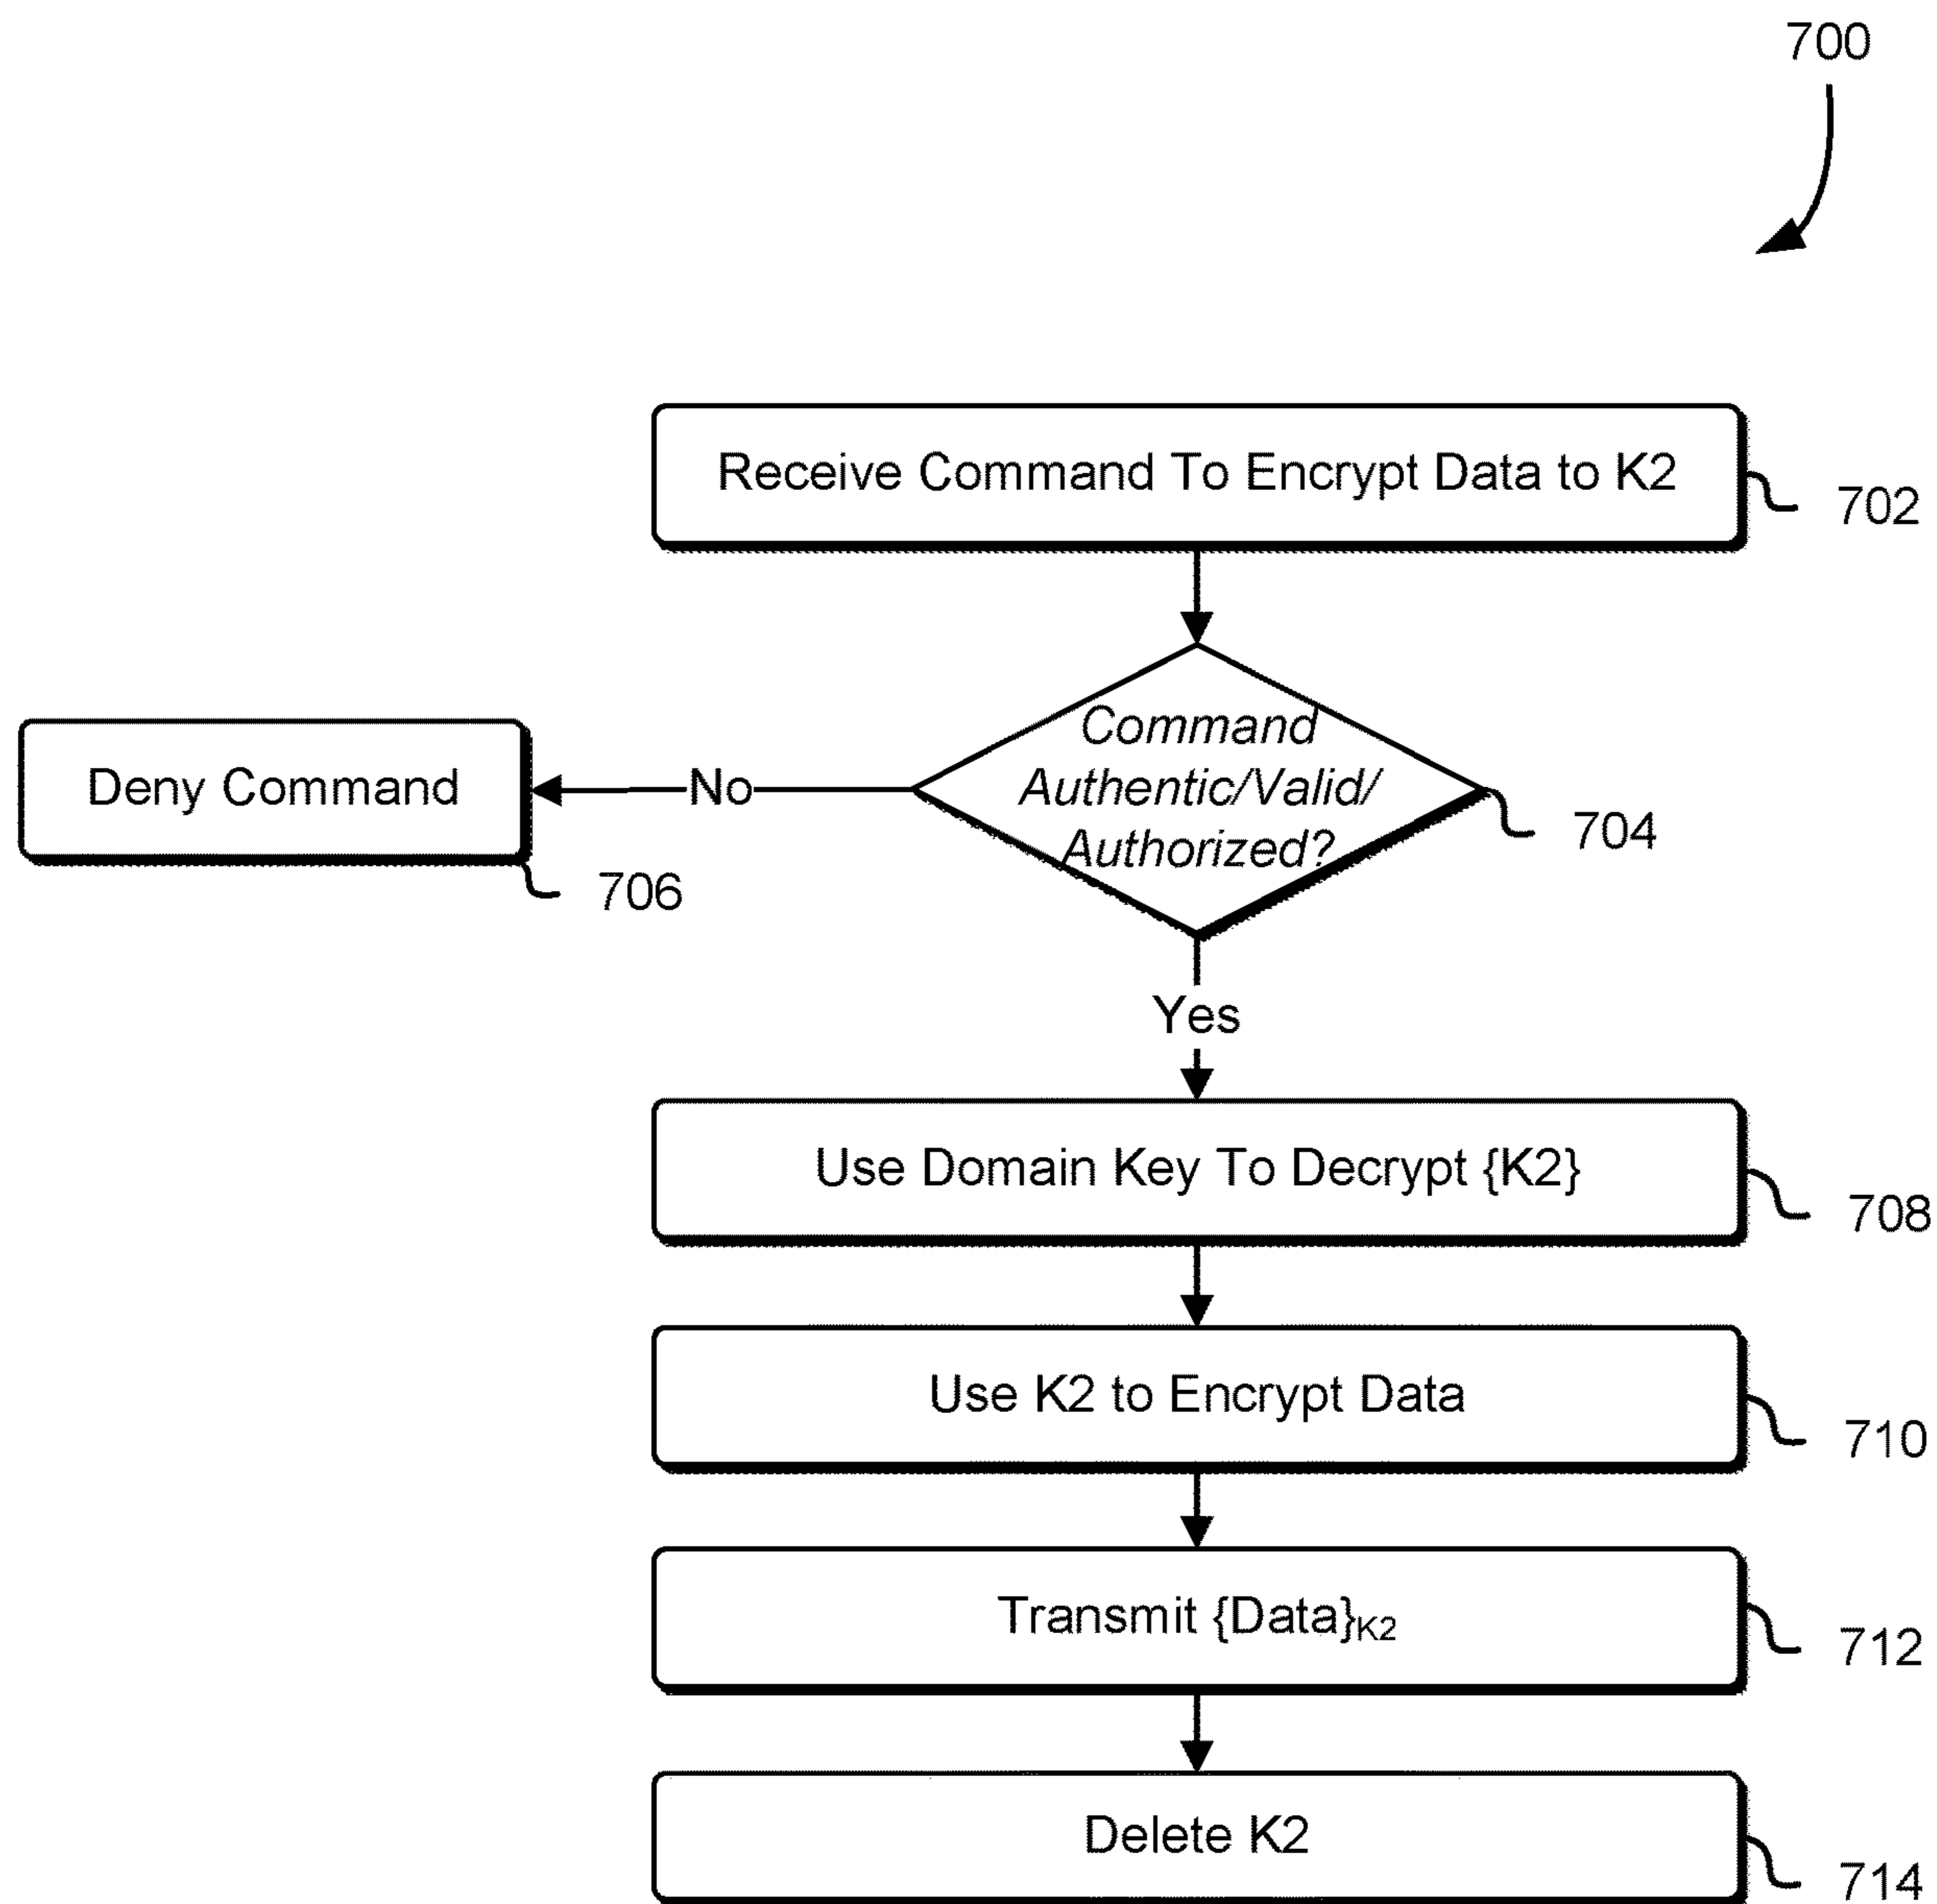 700
Receive Command To Encrypt Data to K2
702
Command
Authentic/Valid/
Authorized?
704
No
Deny Command
706
Yes
Use Domain Key To Decrypt {K2}
708
Use K2 to Encrypt Data
710
Transmit {Data}K2
712
Delete K2
714